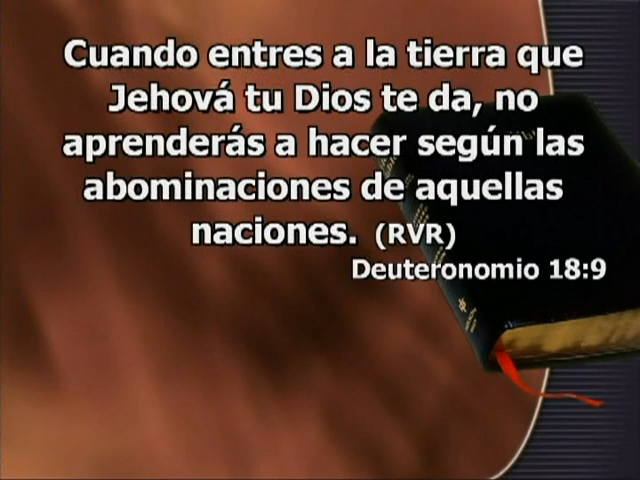 Cuando entres a la tierra que
Jehová tu Dios te da, no
aprenderás a hacer según las
abominaciones de aquellas
naciones. (RVR)
Deuteronomio 18:9